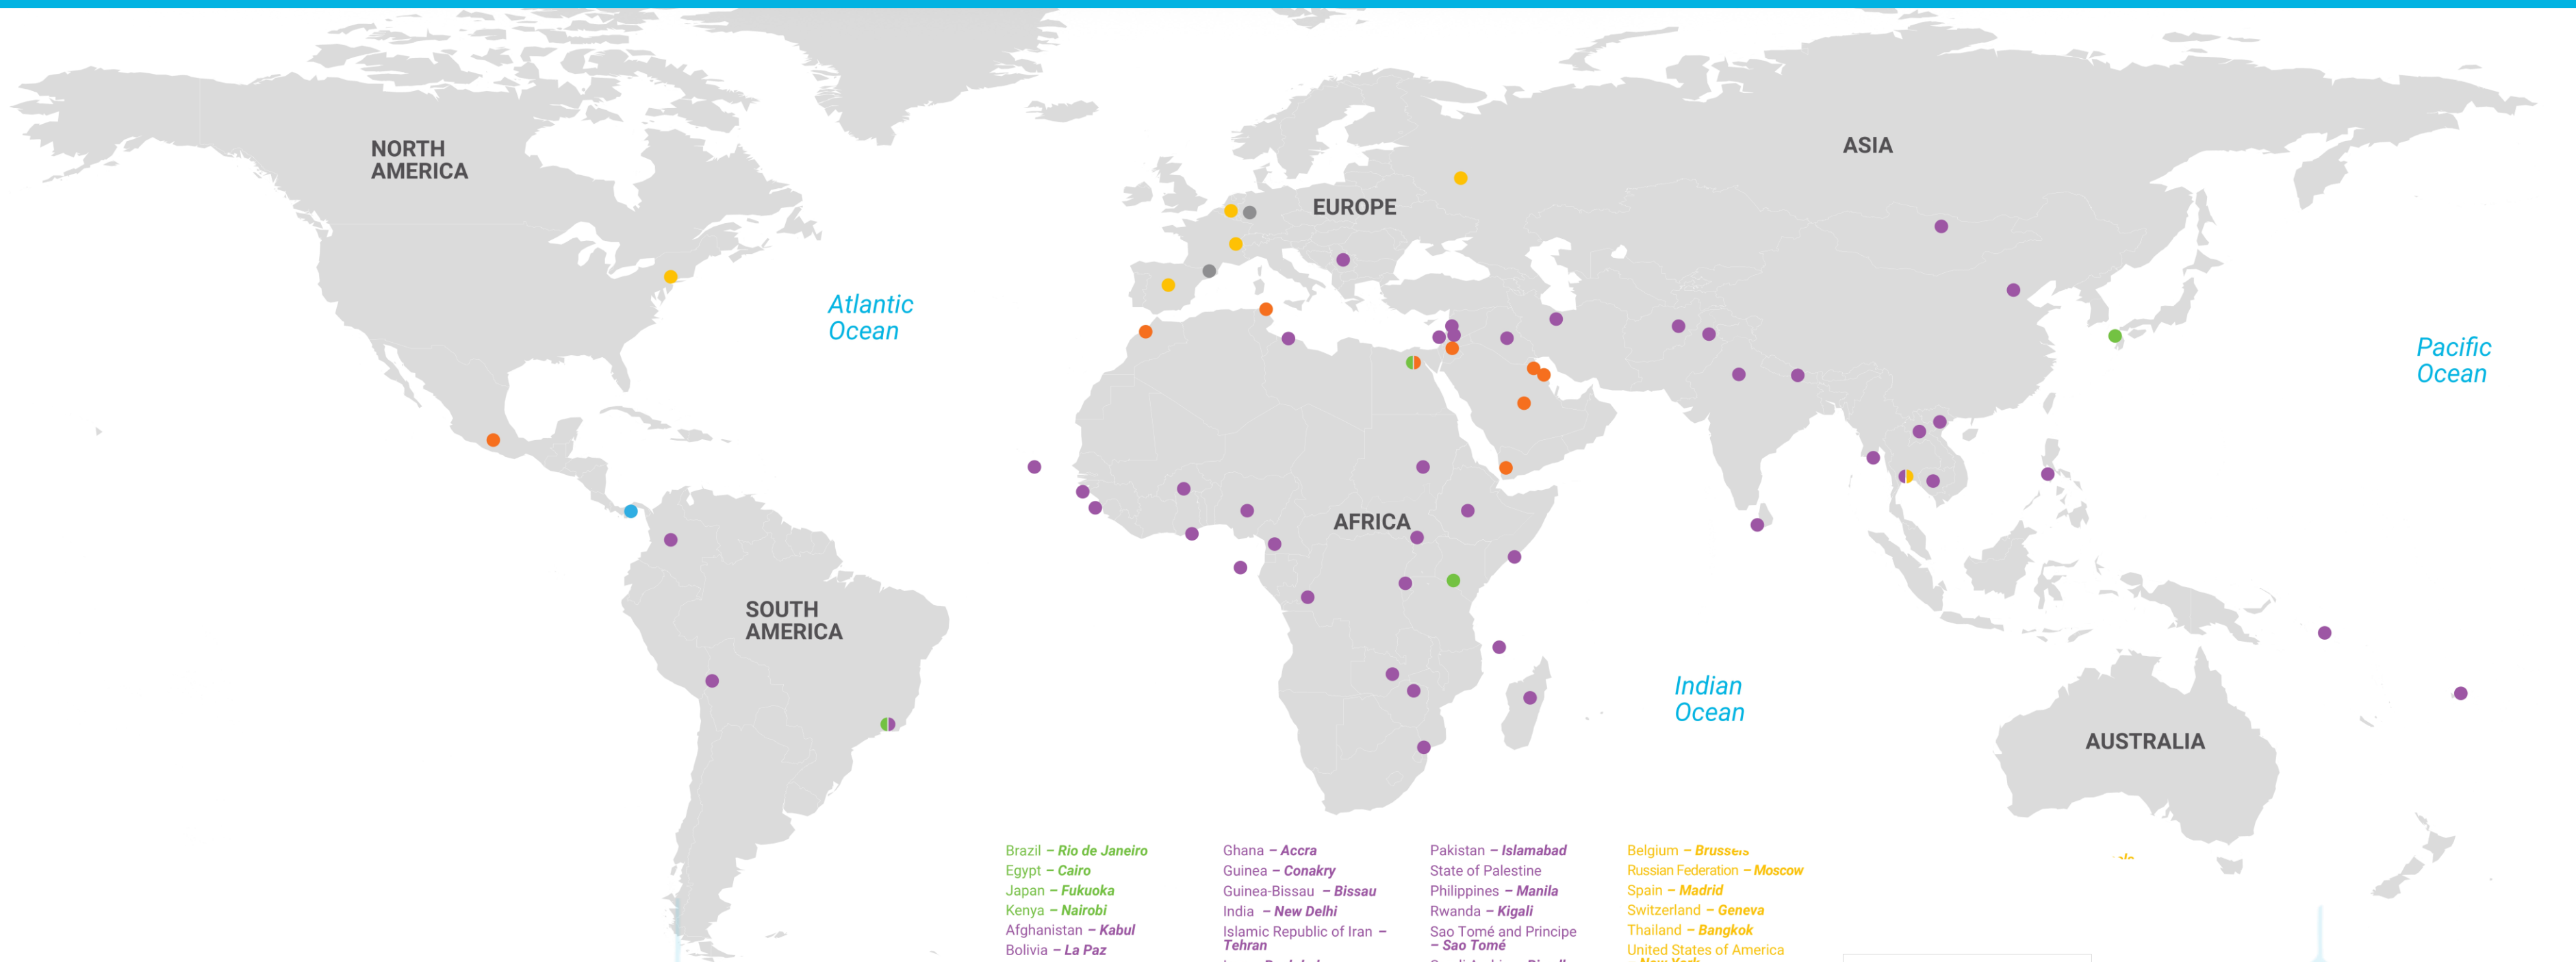 NORTH
AMERICA
ASIA
EUROPE
Atlantic
Ocean
Pacific
Ocean
AFRICA
SOUTH
AMERICA
Indian
Ocean
AUSTRALIA
Brazil – Rio de Janeiro
Egypt – Cairo
Japan – Fukuoka
Kenya – Nairobi
Afghanistan – Kabul
Bolivia – La Paz
Ghana – Accra
Guinea – Conakry
Guinea-Bissau – Bissau
India – New Delhi
Islamic Republic of Iran –
Tehran
Pakistan – Islamabad
State of Palestine
Philippines – Manila
Rwanda – Kigali
Sao Tomé and Principe
– Sao Tomé
Belgium – Brussels
Russian Federation – Moscow
Spain – Madrid
Switzerland – Geneva
Thailand – Bangkok
United States of America